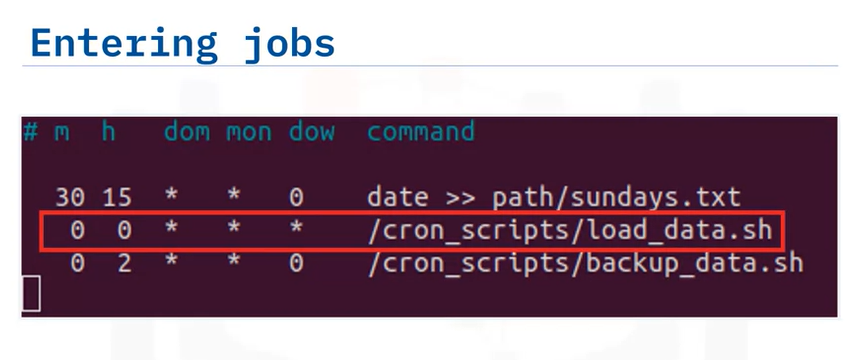 Entering jobs
# m h dom mon dow command
30 15 * * 0 date >> path/sundays.txt
0 0 * * * /cron_scripts/load_data.sh
0 2 * * 0 /cron_scripts/backup_data.sh